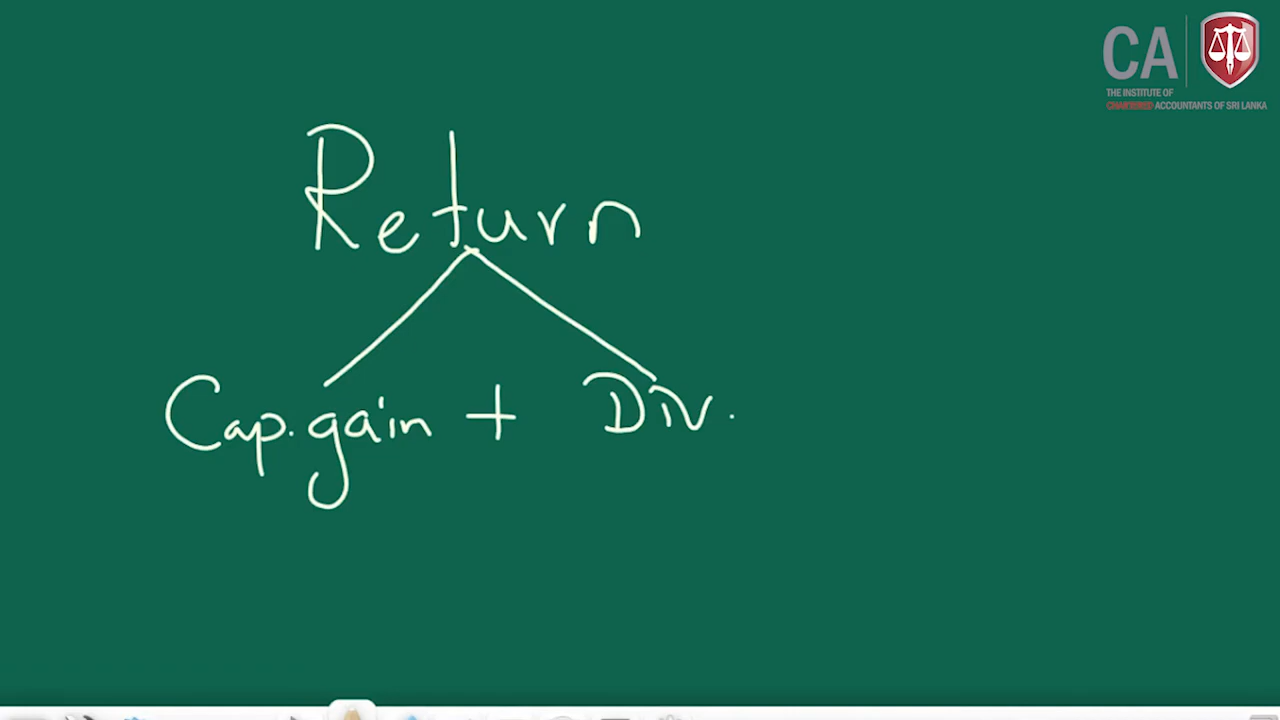 CA
THE INSTITUTE OF
CHARTERED ACCOUNTANTS OF SRI LANKA
Return
Cap. gain + Div.